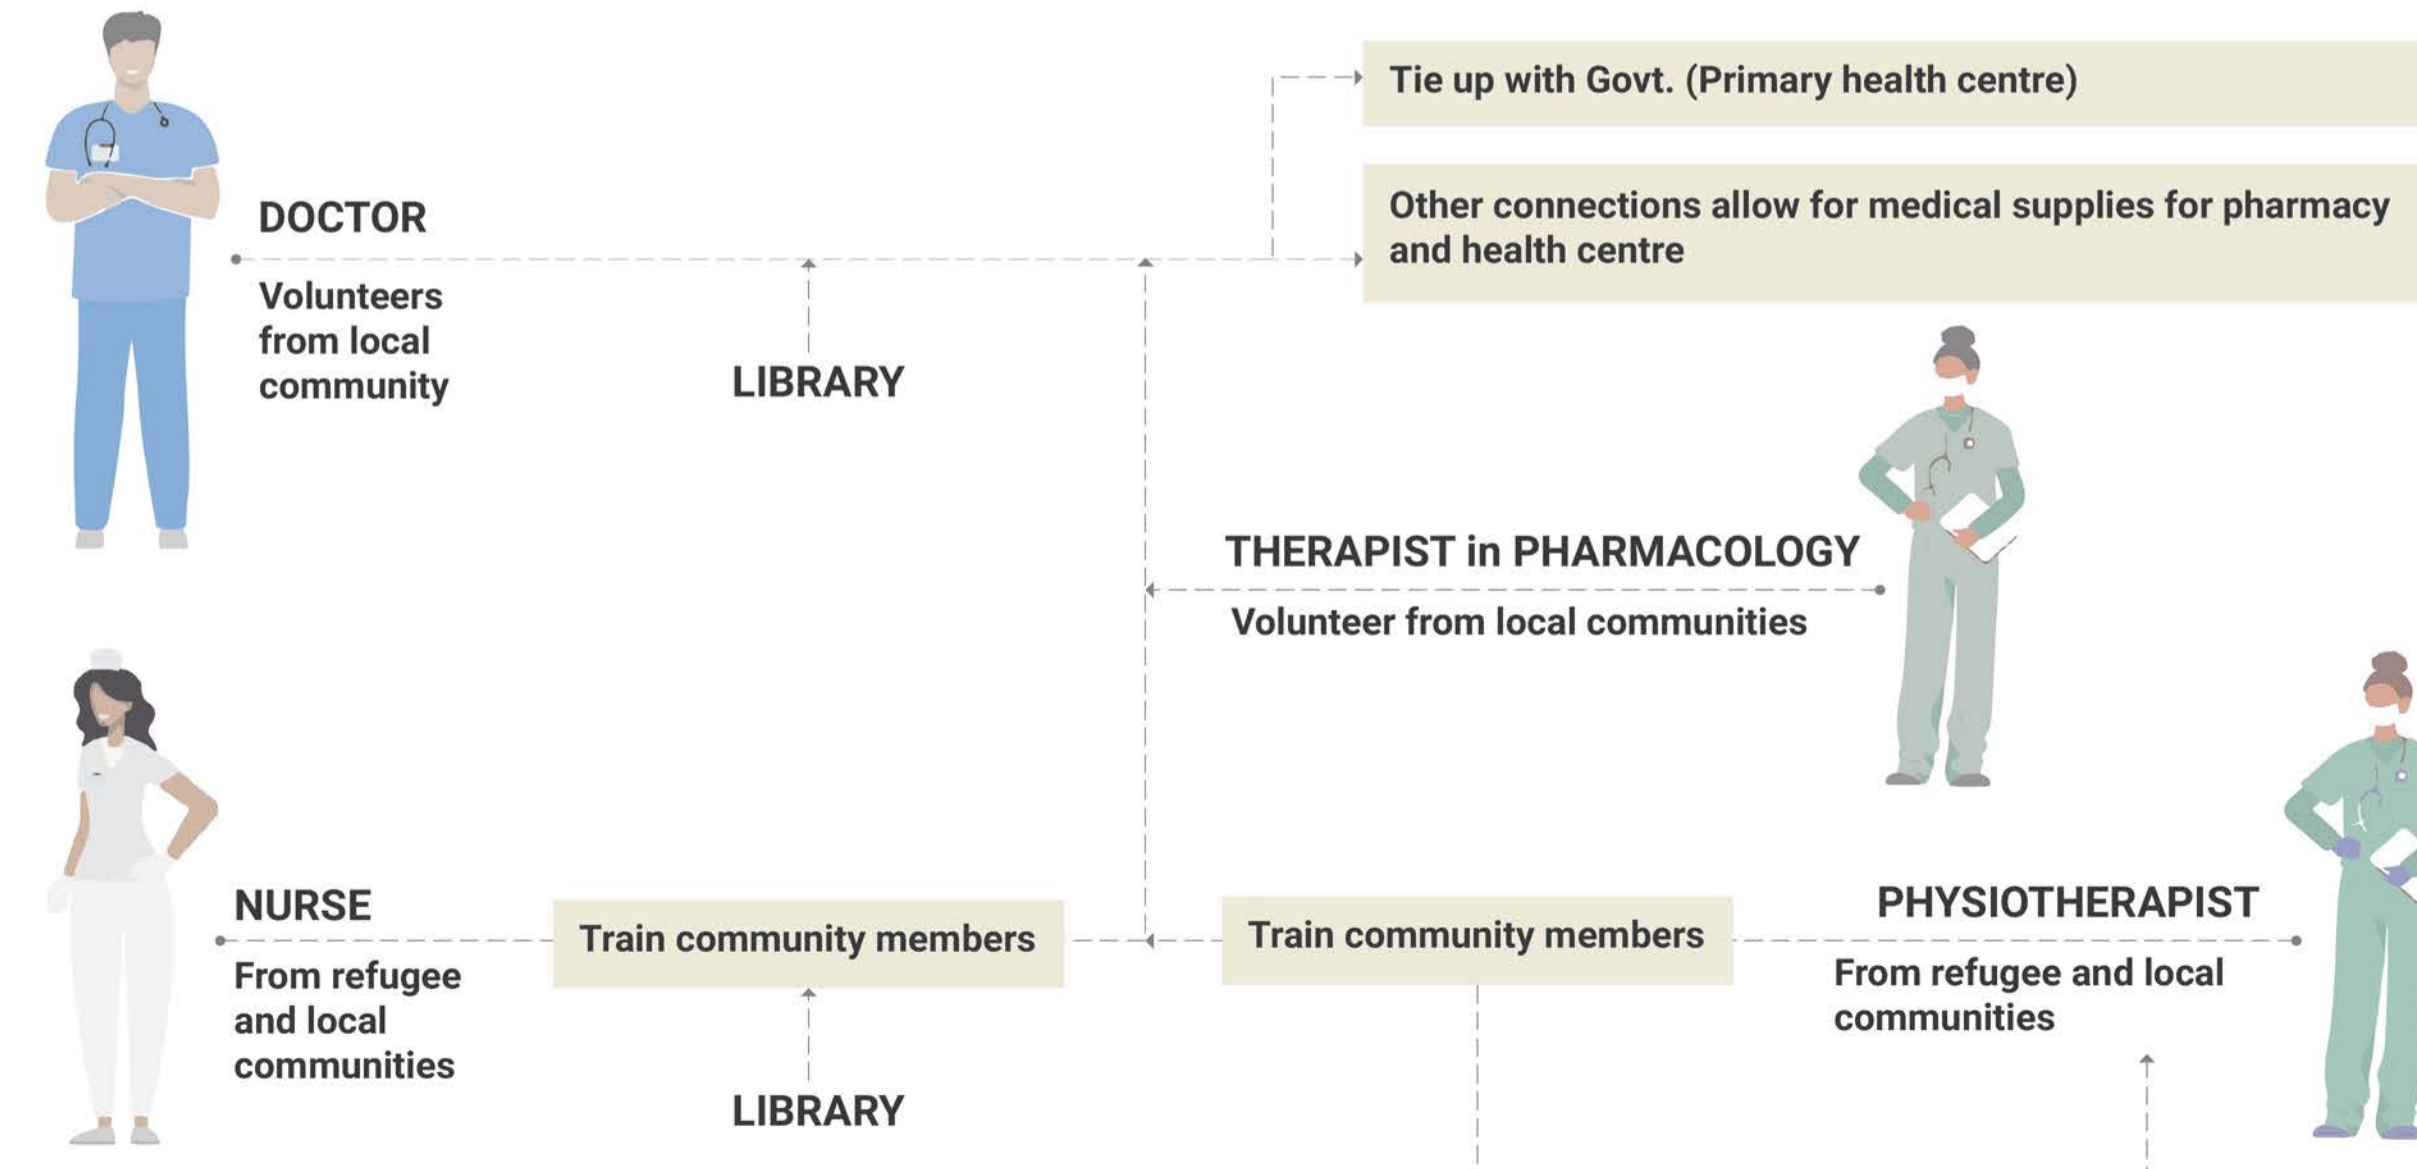 Tie up with Govt. (Primary health centre)
Other connections allow for medical supplies for pharmacy
and health centre
DOCTOR
Volunteers
from local
community
LIBRARY
THERAPIST in PHARMACOLOGY
Volunteer from local communities
NURSE
From refugee
and local
communities
Train community members
LIBRARY
Train community members
PHYSIOTHERAPIST
From refugee and local
communities